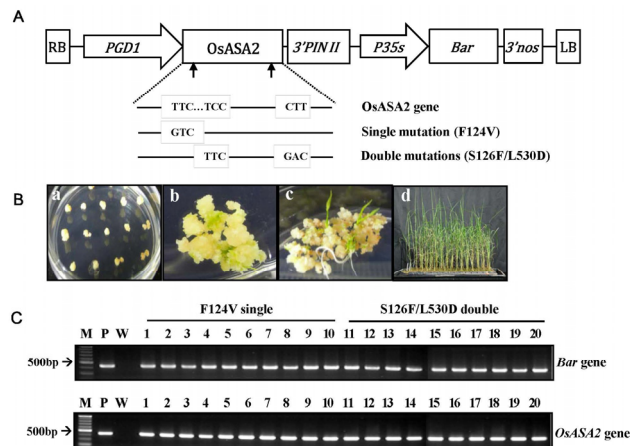 A
RB PGD1 OsASA2 3'PIN II P35s Bar 3'nos LB
TTC...TCC CTT OsASA2 gene
GTC Single mutation (F124V)
TTC GAC Double mutations (S126F/L530D)
B a b c d
C F124V single S126F/L530D double
M P W 1 2 3 4 5 6 7 8 9 10 11 12 13 14 15 16 17 18 19 20
500bp Bar gene
M P W 1 2 3 4 5 6 7 8 9 10 11 12 13 14 15 16 17 18 19 20
500bp OsASA2 gene